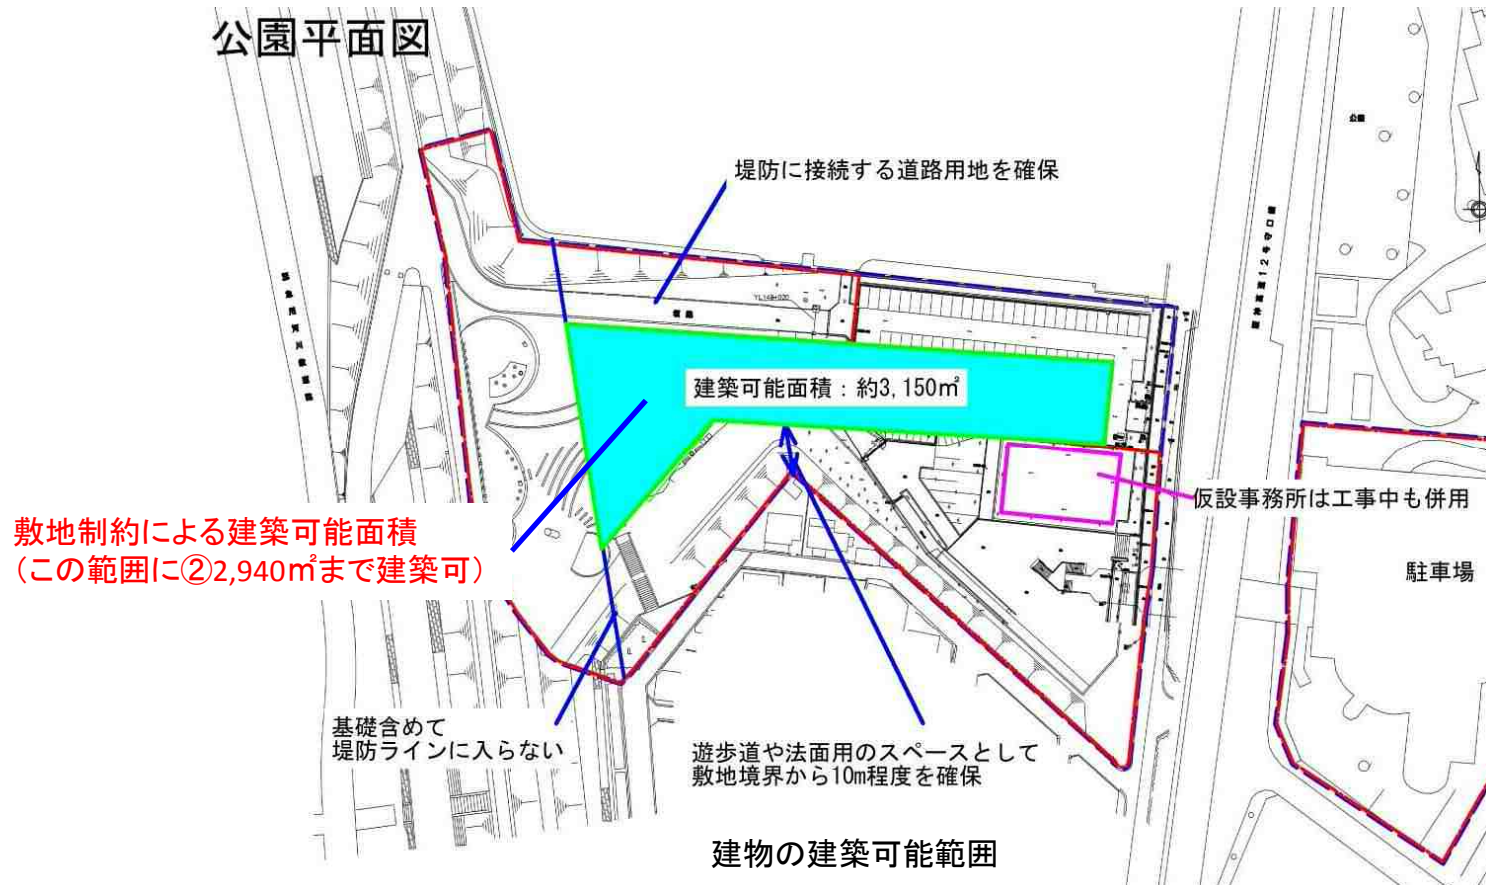 公園平面図
公園
堤防に接続する道路用地を確保
YL149+020
建築可能面積：約3,150㎡
仮設事務所は工事中も併用
敷地制約による建築可能面積
（この範囲に②2,940㎡まで建築可）
駐車場
基礎含めて
堤防ラインに入らない
遊歩道や法面用のスペースとして
敷地境界から10m程度を確保
建物の建築可能範囲